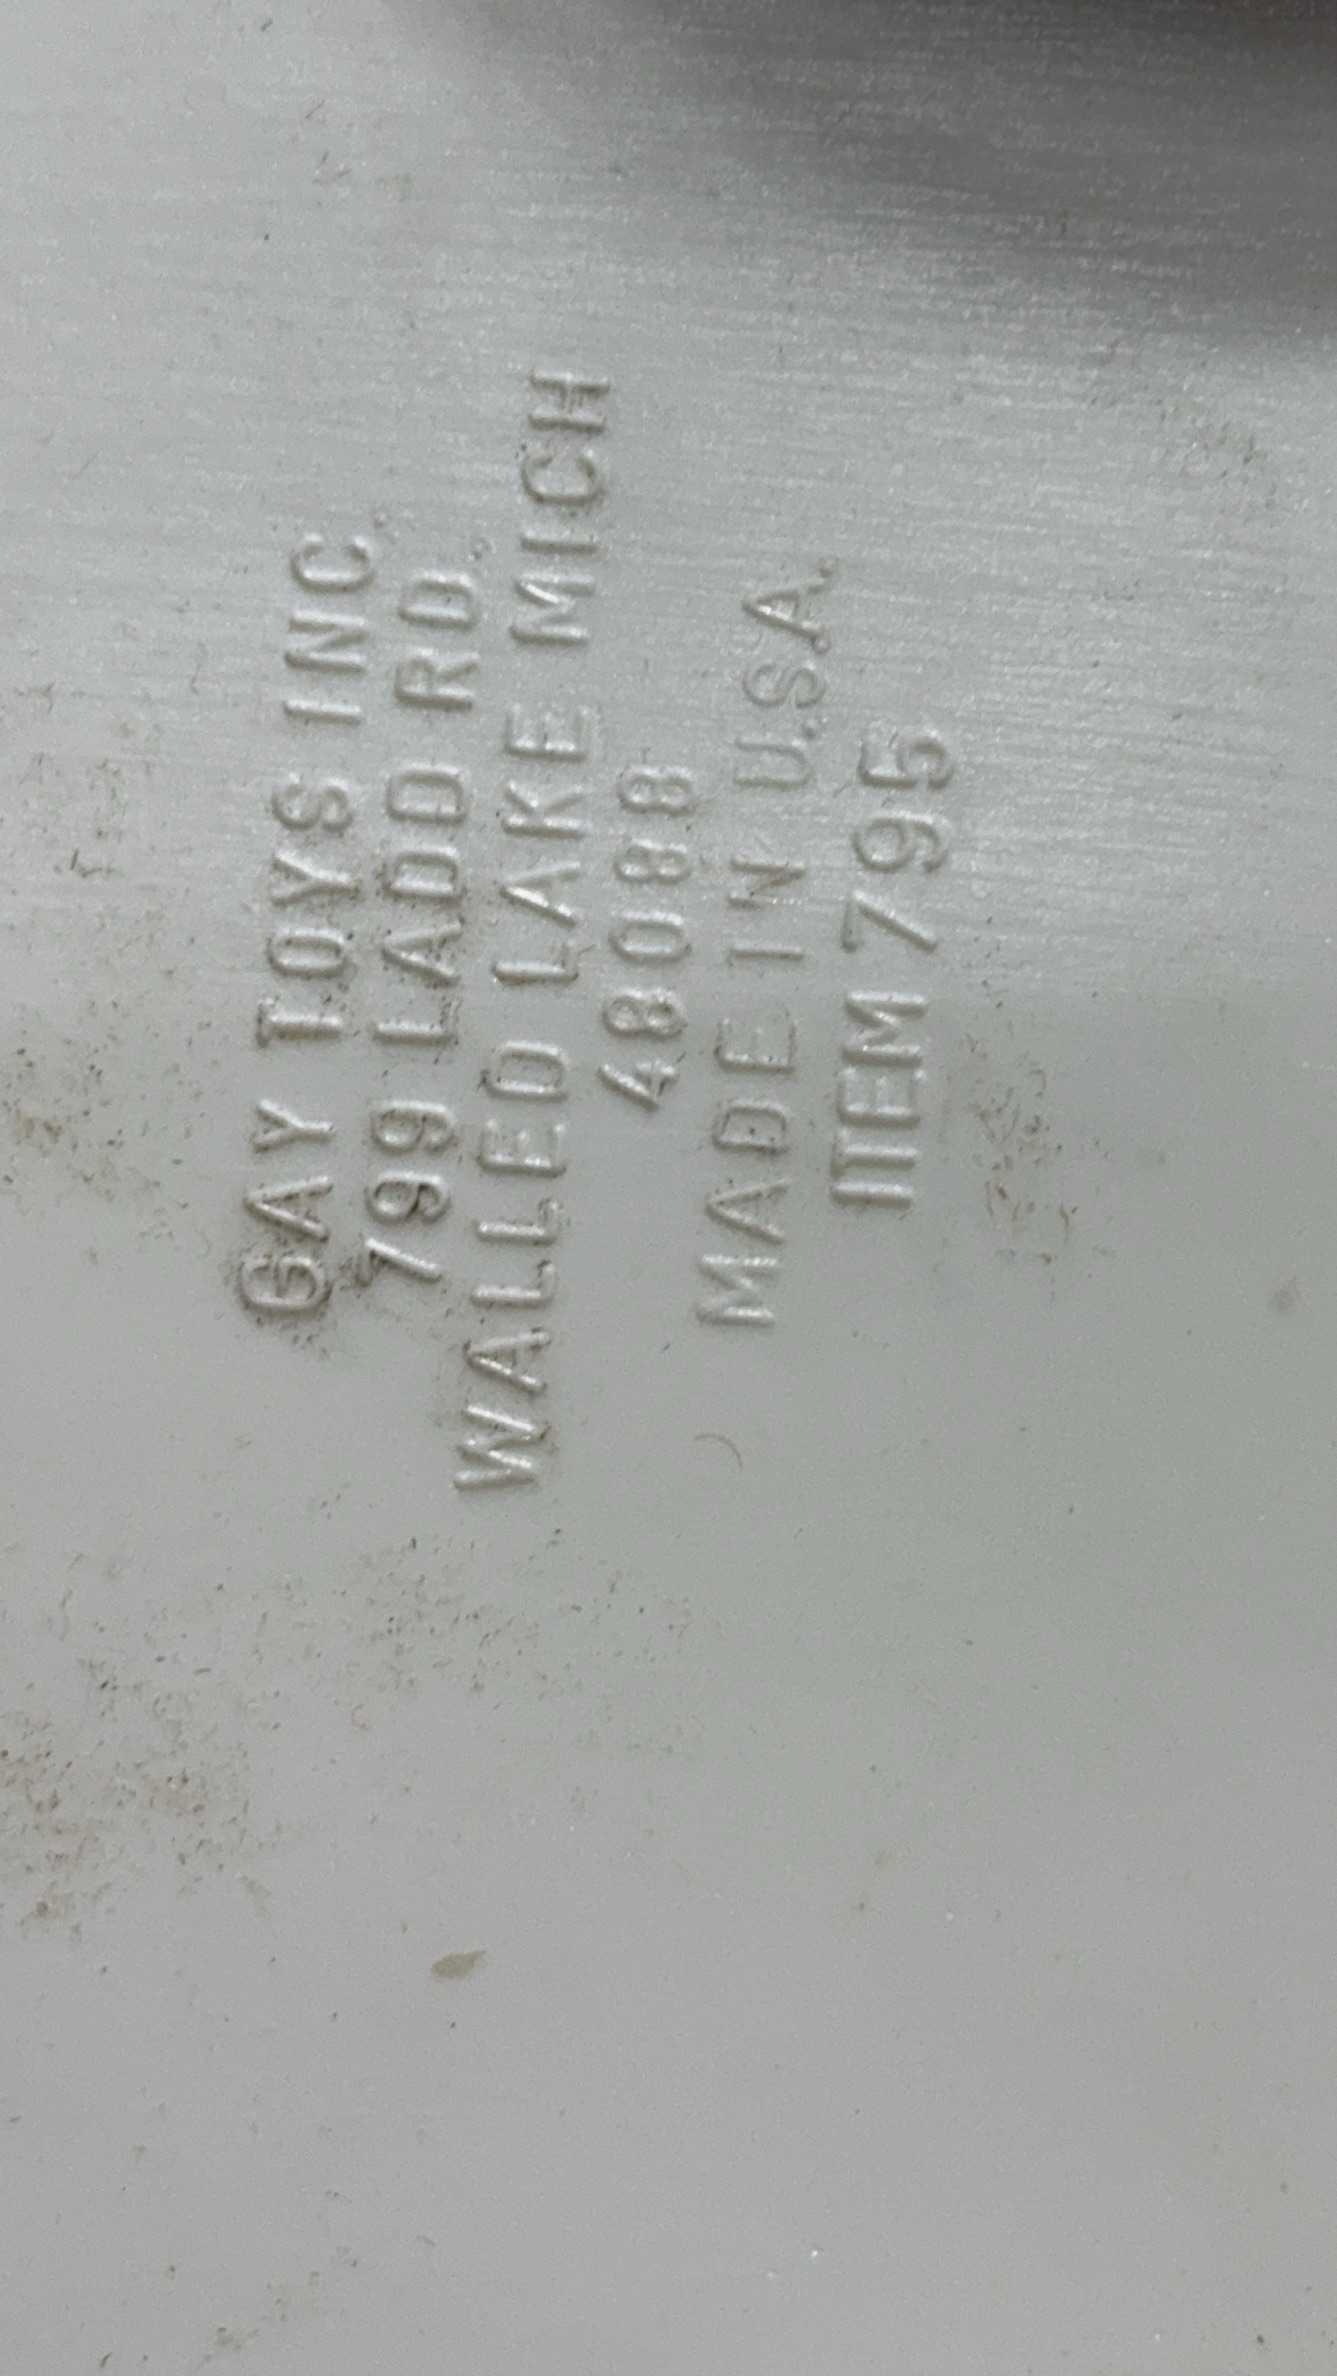 GAY TOYS INC.
799 LADD RD.
WALLED LAKE MICH
48088
MADE IN U.S.A.
ITEM 795